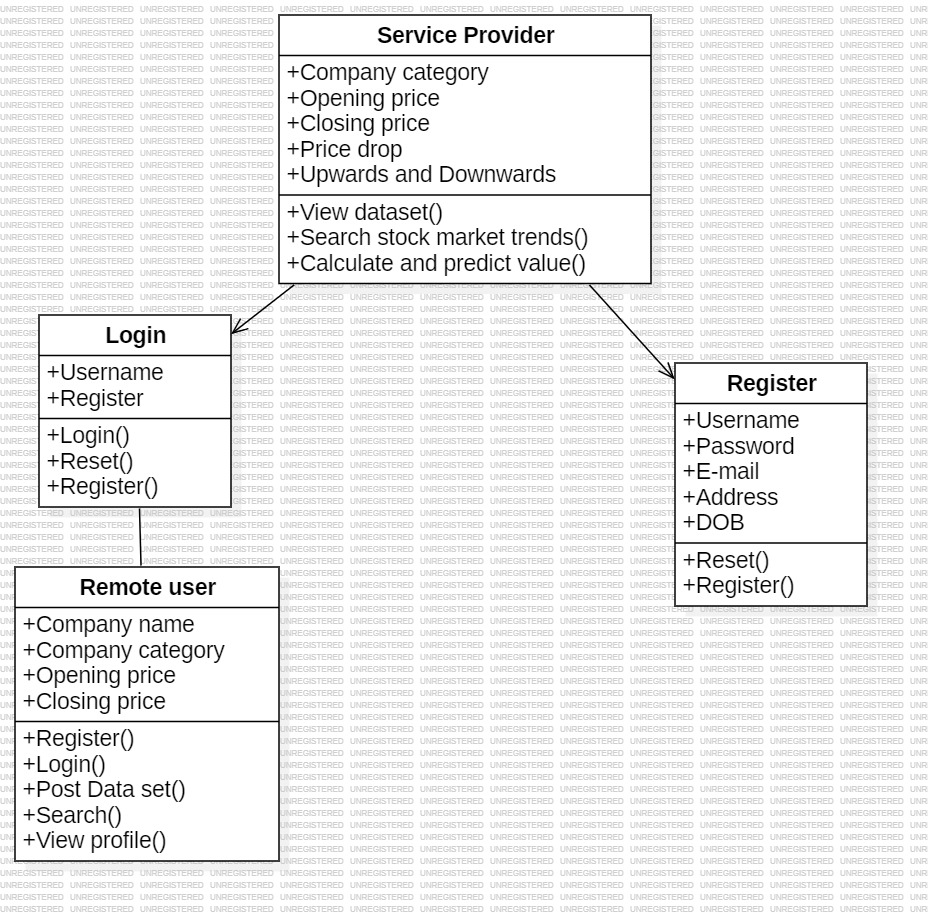 Service Provider
+Company category
+Opening price
+Closing price
+Price drop
+Upwards and Downwards
+View dataset()
+Search stock market trends()
+Calculate and predict value()
Login
+Username
+Register
+Login()
+Reset()
+Register()
Register
+Username
+Password
+E-mail
+Address
+DOB
+Reset()
+Register()
Remote user
+Company name
+Company category
+Opening price
+Closing price
+Register()
+Login()
+Post Data set()
+Search()
+View profile()
UNREGISTERED